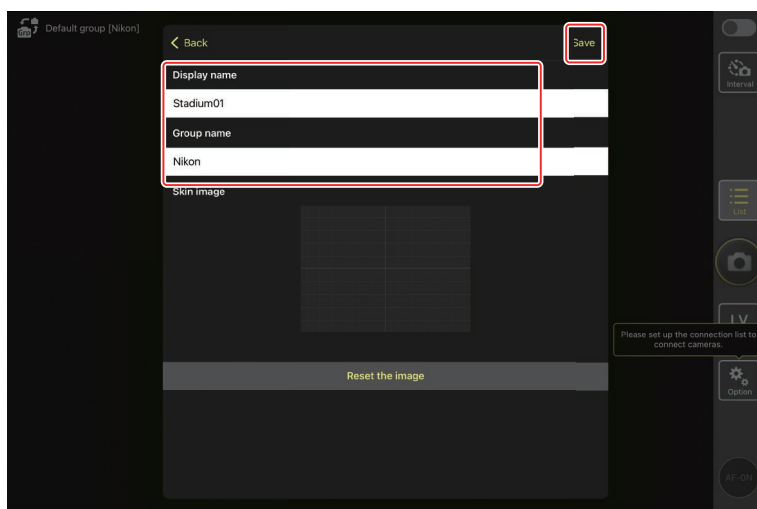 Grp
Default group [Nikon]
Back
Save
Display name
Stadium01
Group name
Nikon
Skin image
Reset the image
Interval
List
LV
Please set up the connection list to
connect cameras.
Option
AF-ON